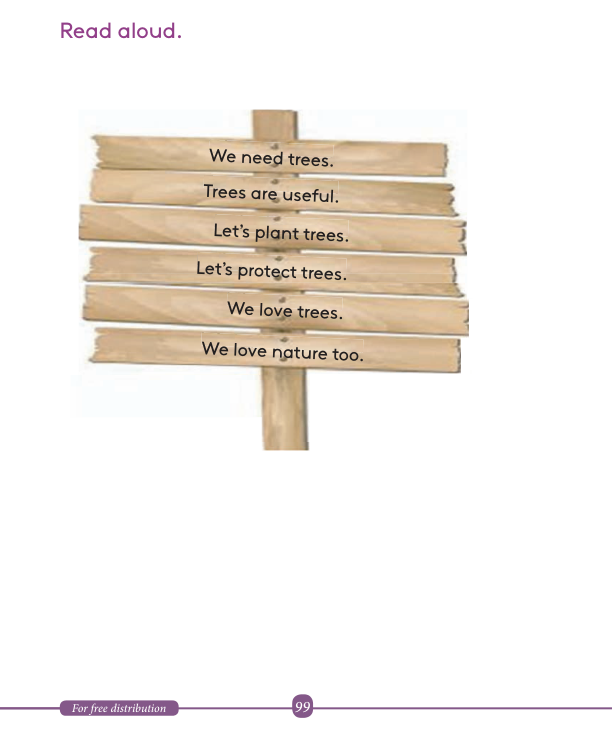 Read aloud.
We need trees.
Trees are useful.
Let's plant trees.
Let's protect trees.
We love trees.
We love nature too.
For free distribution
99